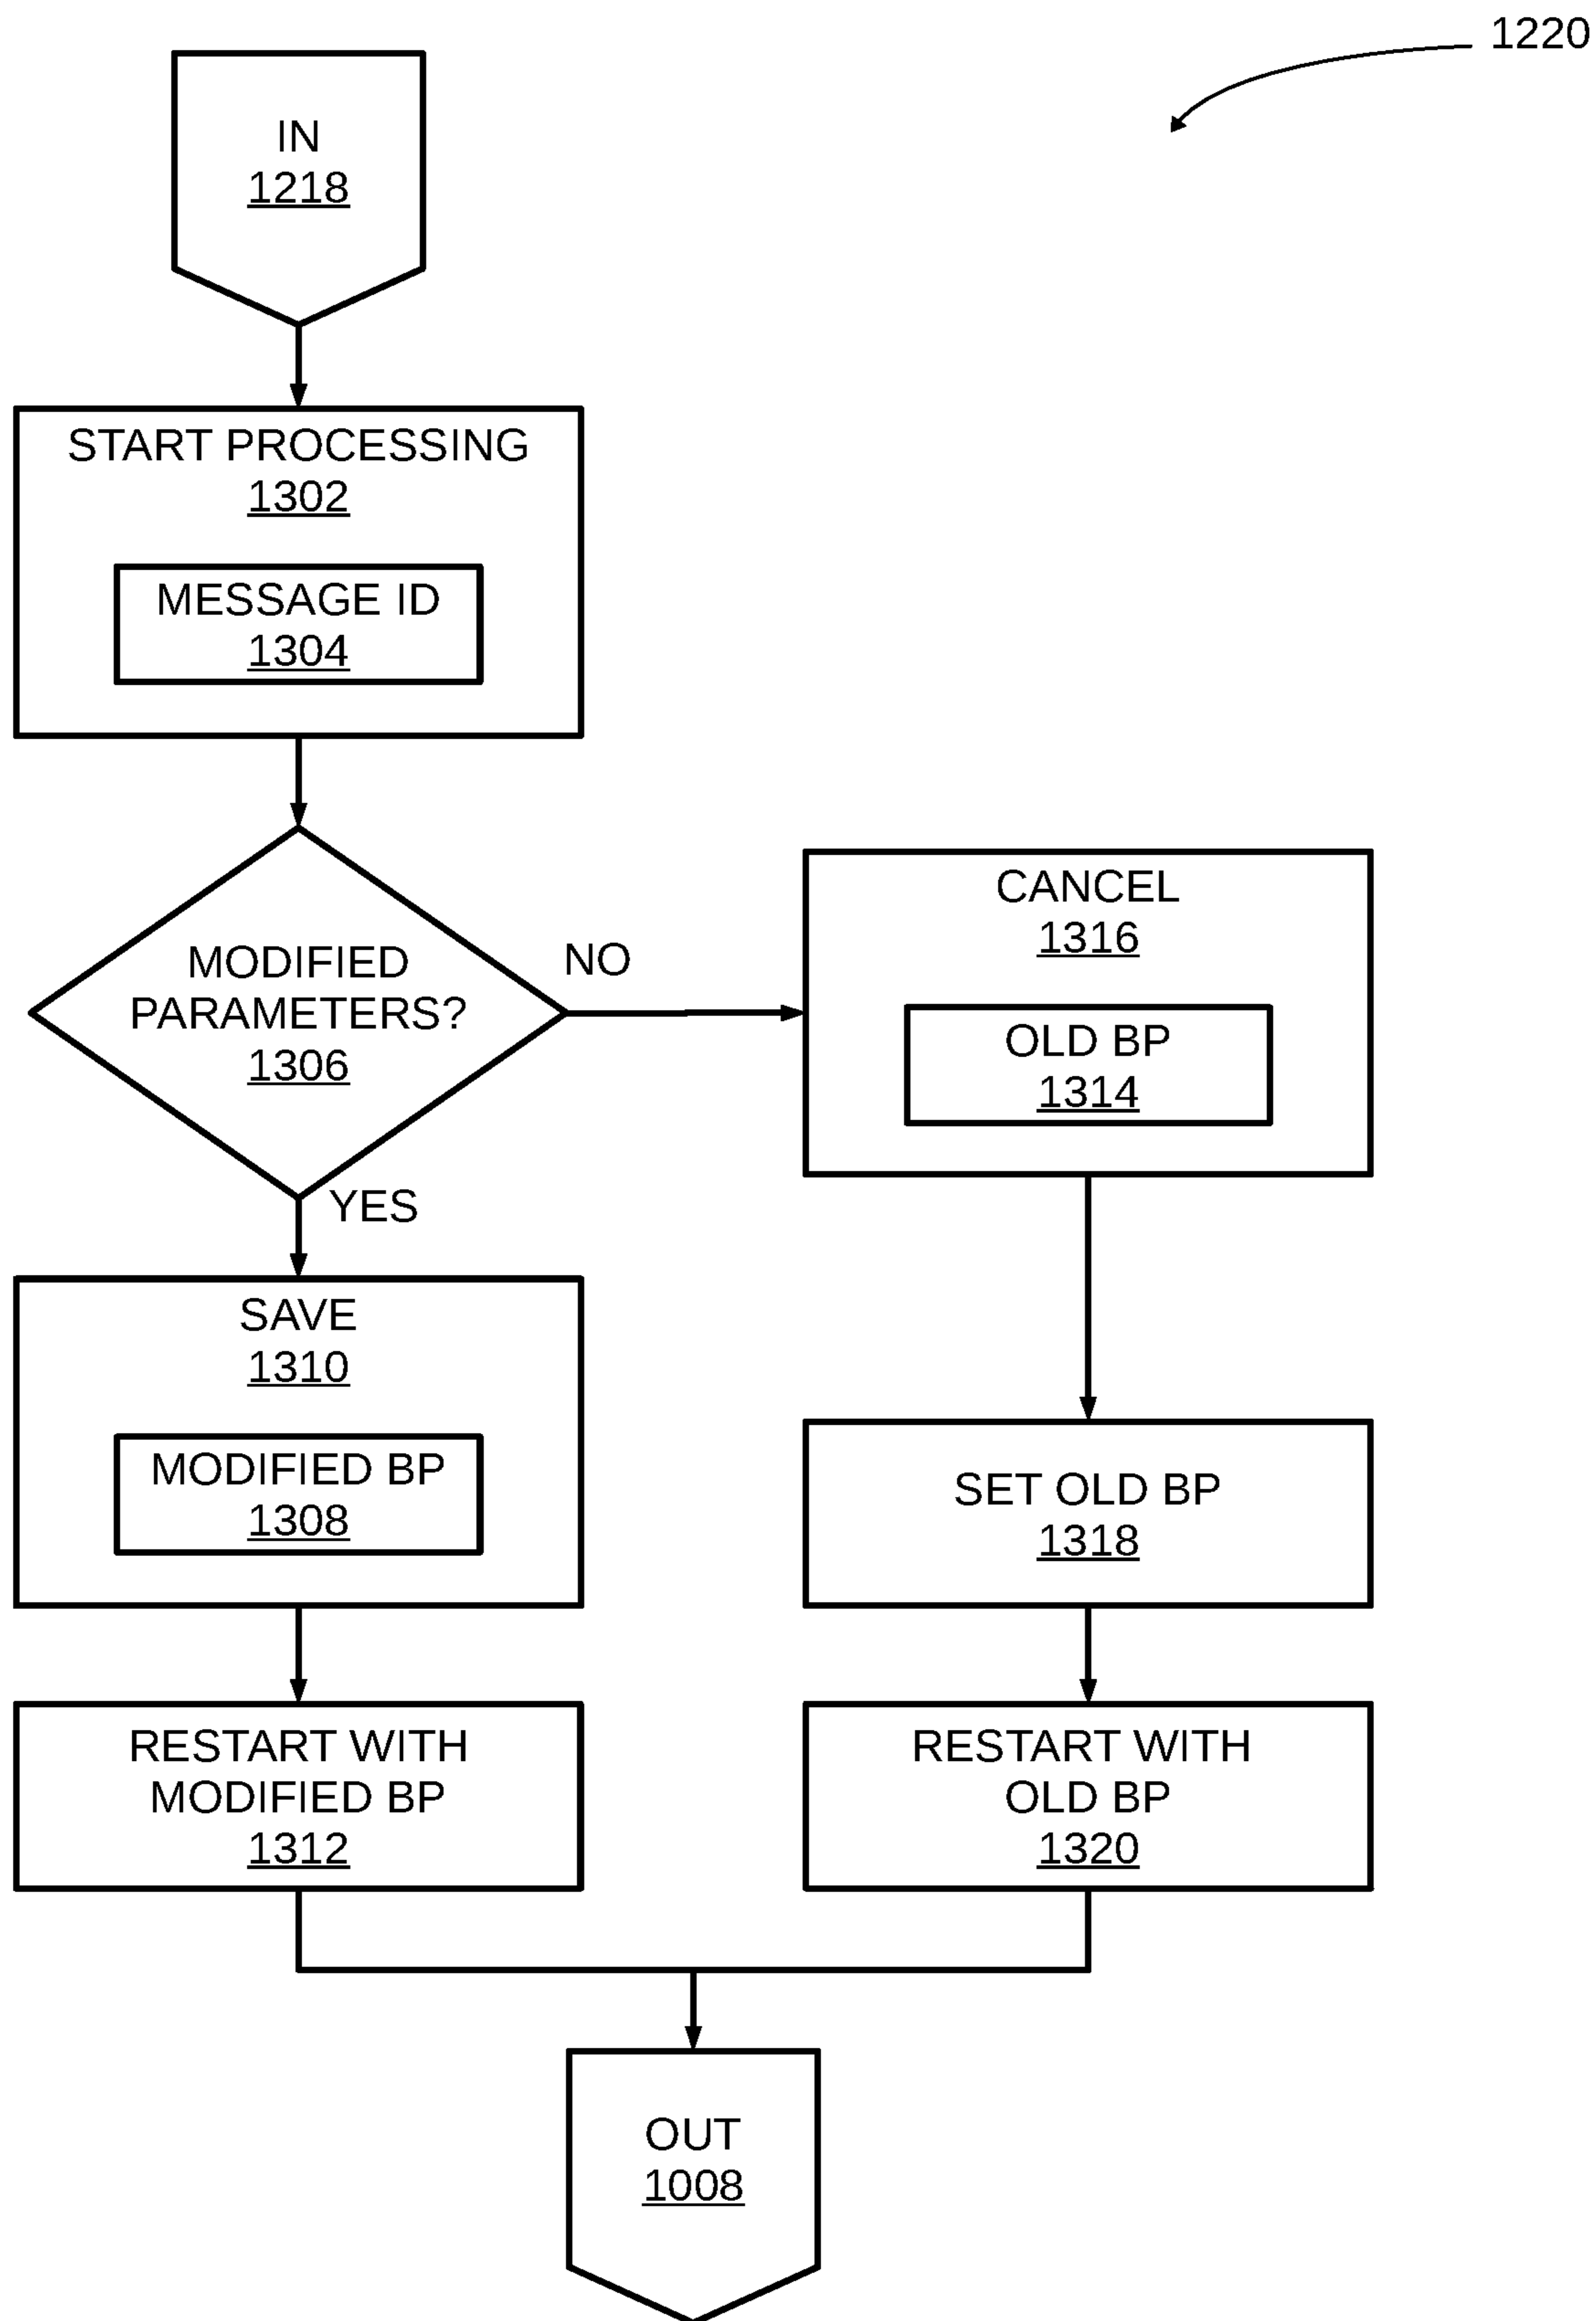 1220
IN
1218
START PROCESSING
1302
MESSAGE ID
1304
MODIFIED
PARAMETERS?
1306
NO
YES
CANCEL
1316
OLD BP
1314
SAVE
1310
MODIFIED BP
1308
SET OLD BP
1318
RESTART WITH
MODIFIED BP
1312
RESTART WITH
OLD BP
1320
OUT
1008